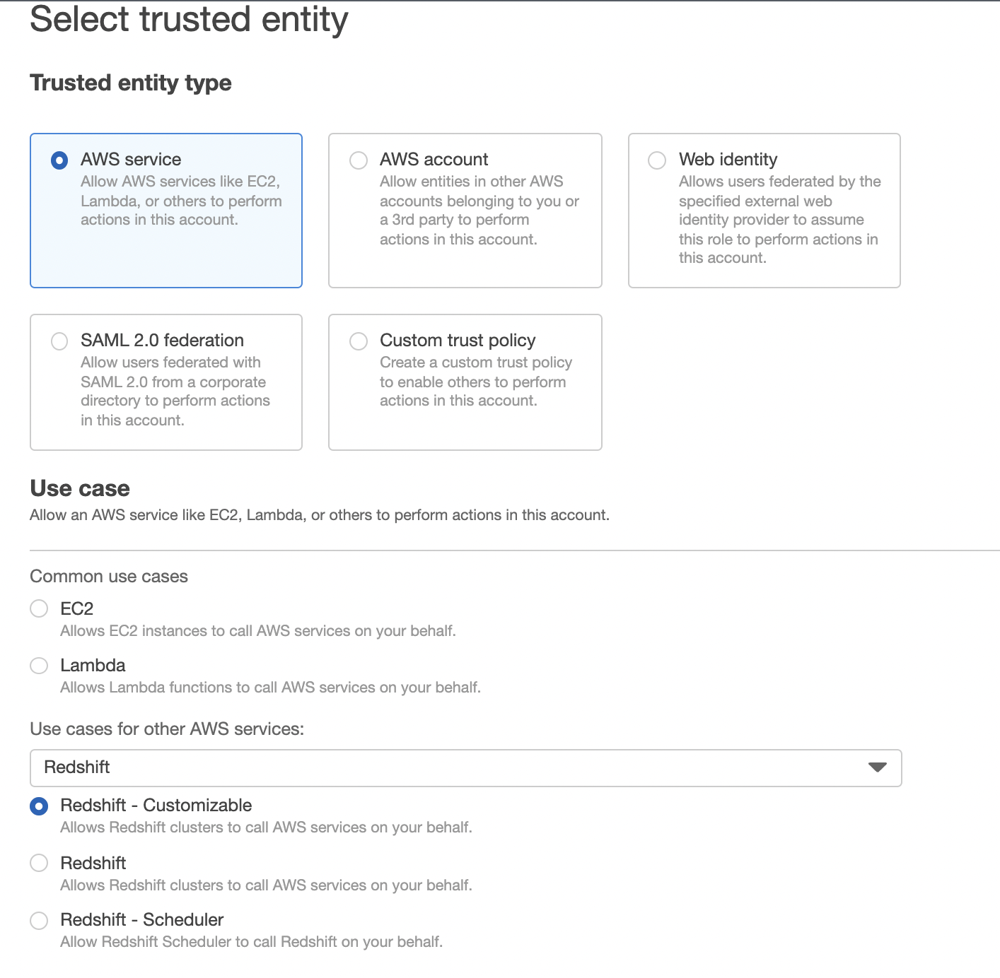 Select trusted entity
Trusted entity type
AWS service
Allow AWS services like EC2,
Lambda, or others to perform
actions in this account.
AWS account
Allow entities in other AWS
accounts belonging to you or
a 3rd party to perform
actions in this account.
Web identity
Allows users federated by the
specified external web
identity provider to assume
this role to perform actions in
this account.
SAML 2.0 federation
Allow users federated with
SAML 2.0 from a corporate
directory to perform actions
in this account.
Custom trust policy
Create a custom trust policy
to enable others to perform
actions in this account.
Use case
Allow an AWS service like EC2, Lambda, or others to perform actions in this account.
Common use cases
EC2
Allows EC2 instances to call AWS services on your behalf.
Lambda
Allows Lambda functions to call AWS services on your behalf.
Use cases for other AWS services:
Redshift
Redshift - Customizable
Allows Redshift clusters to call AWS services on your behalf.
Redshift
Allows Redshift clusters to call AWS services on your behalf.
Redshift - Scheduler
Allow Redshift Scheduler to call Redshift on your behalf.